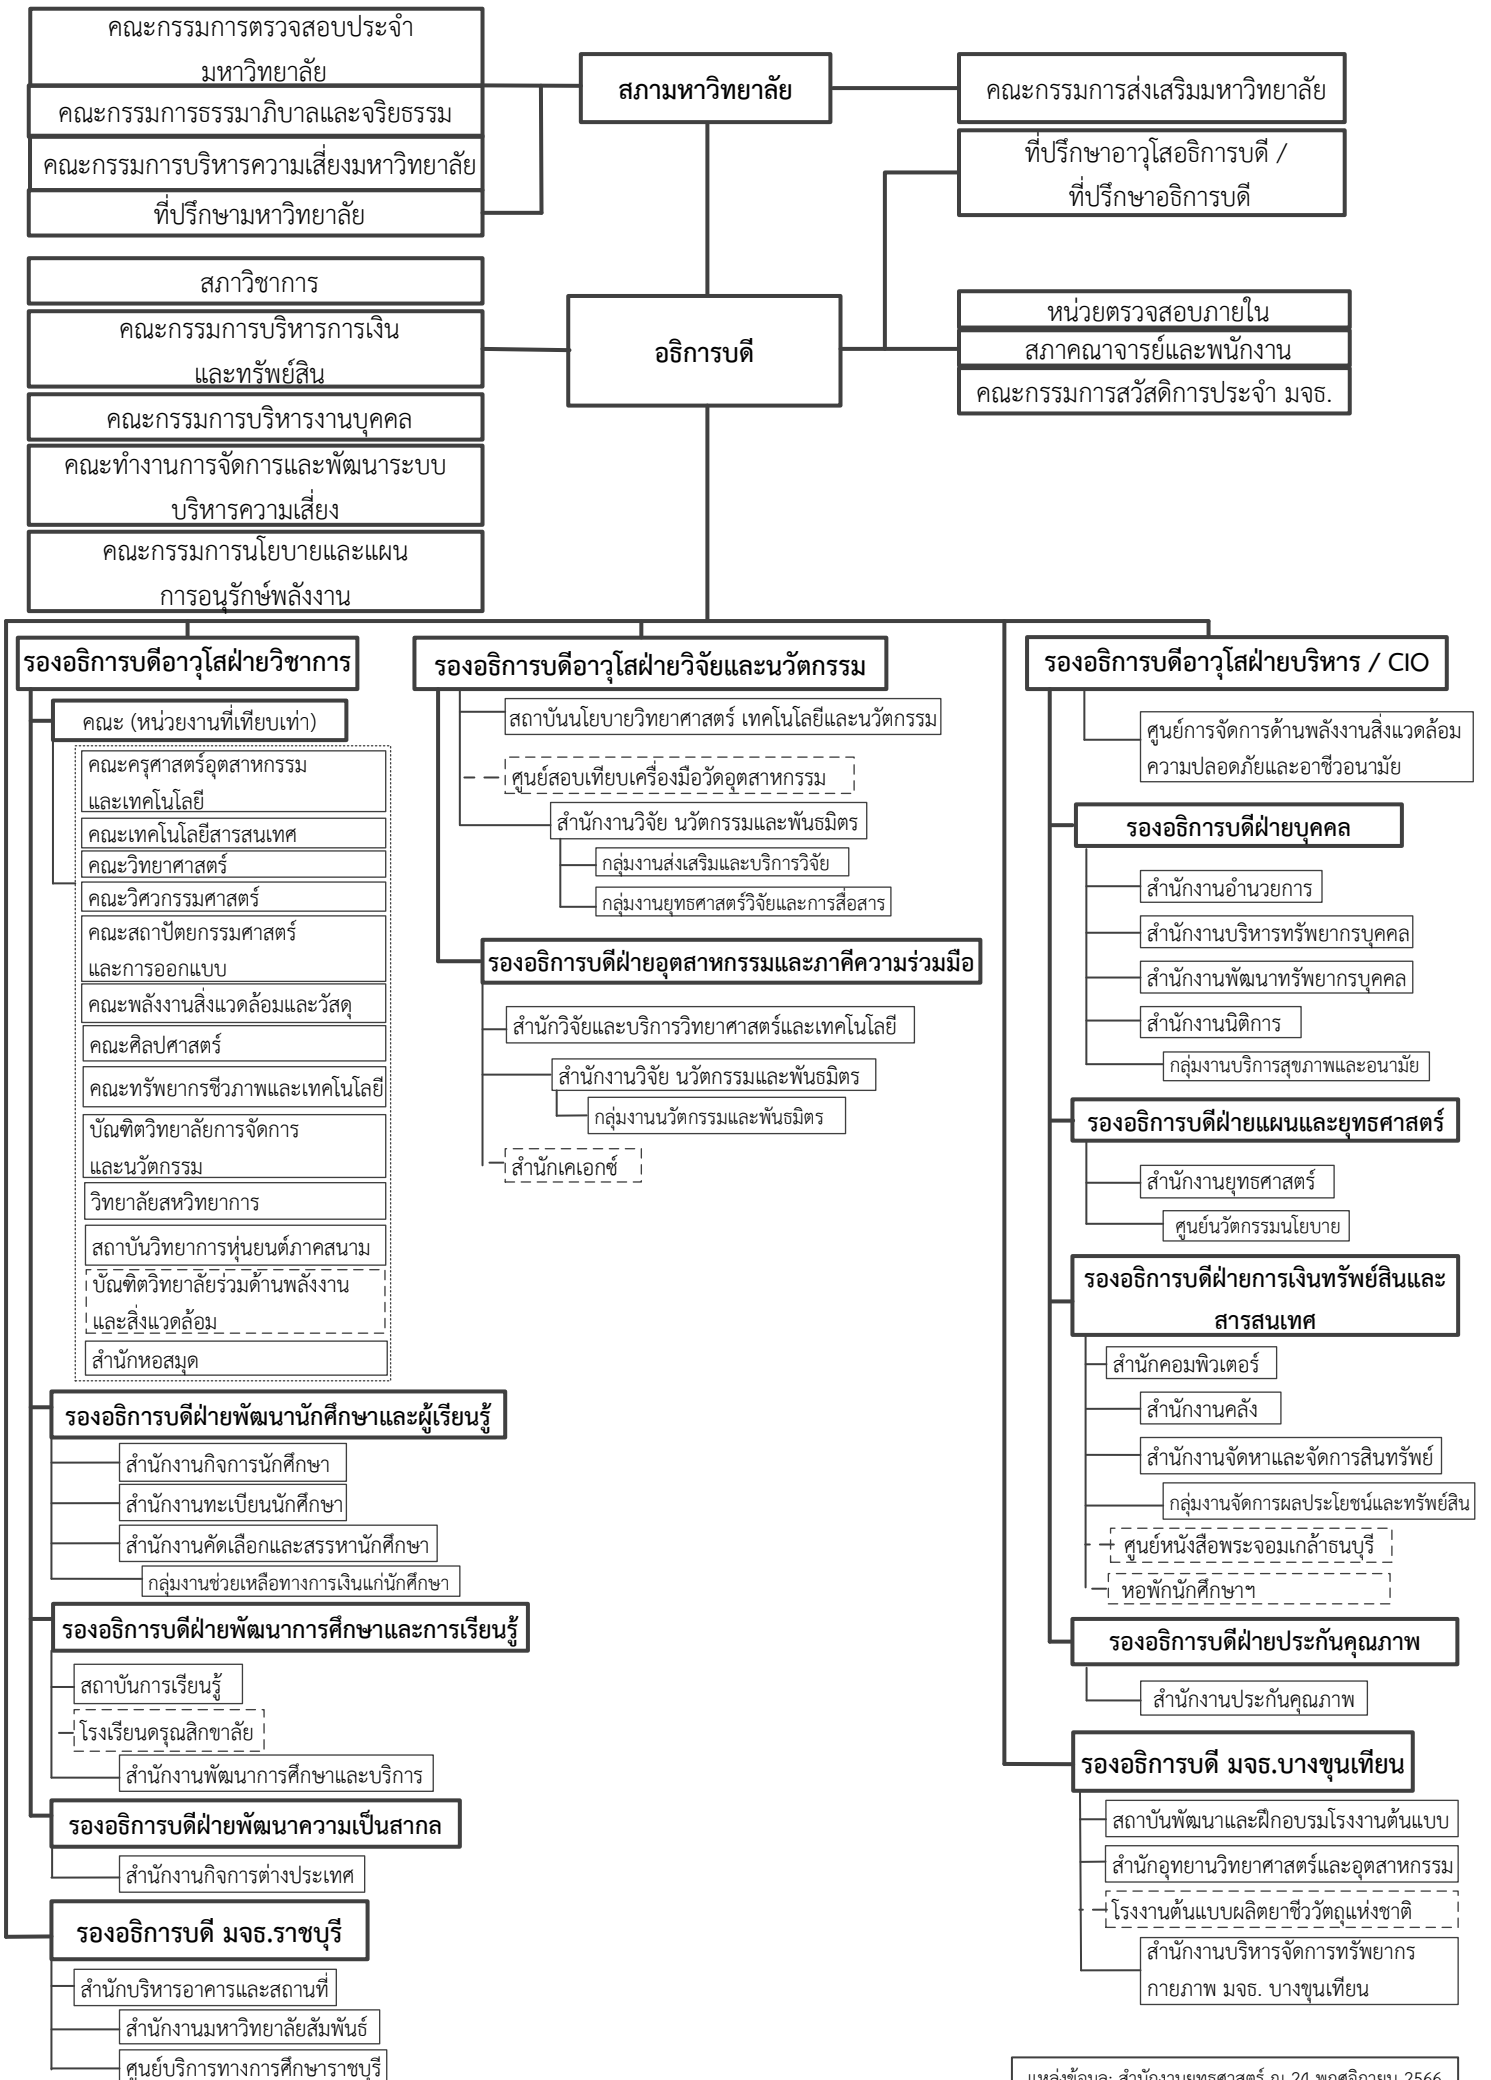 คณะกรรมการตรวจสอบประจำ
มหาวิทยาลัย
คณะกรรมการธรรมาภิบาลและจริยธรรม
คณะกรรมการบริหารความเสี่ยงมหาวิทยาลัย
ที่ปรึกษามหาวิทยาลัย
สภามหาวิทยาลัย
คณะกรรมการส่งเสริมมหาวิทยาลัย
ที่ปรึกษาอาวุโสอธิการบดี /
ที่ปรึกษาอธิการบดี
สภาวิชาการ
คณะกรรมการบริหารการเงิน
และทรัพย์สิน
คณะกรรมการบริหารงานบุคคล
คณะทำงานการจัดการและพัฒนาระบบ
บริหารความเสี่ยง
คณะกรรมการนโยบายและแผน
การอนุรักษ์พลังงาน
อธิการบดี
หน่วยตรวจสอบภายใน
สภาคณาจารย์และพนักงาน
คณะกรรมการสวัสดิการประจำ มจธ.
รองอธิการบดีอาวุโสฝ่ายวิชาการ
คณะ (หน่วยงานที่เทียบเท่า)
คณะครุศาสตร์อุตสาหกรรม
และเทคโนโลยี
คณะเทคโนโลยีสารสนเทศ
คณะวิทยาศาสตร์
คณะวิศวกรรมศาสตร์
คณะสถาปัตยกรรมศาสตร์
และการออกแบบ
คณะพลังงานสิ่งแวดล้อมและวัสดุ
คณะศิลปศาสตร์
คณะทรัพยากรชีวภาพและเทคโนโลยี
บัณฑิตวิทยาลัยการจัดการ
และนวัตกรรม
วิทยาลัยสหวิทยาการ
สถาบันวิทยาการหุ่นยนต์ภาคสนาม
บัณฑิตวิทยาลัยร่วมด้านพลังงาน
และสิ่งแวดล้อม
สำนักหอสมุด
รองอธิการบดีฝ่ายพัฒนานักศึกษาและผู้เรียนรู้
สำนักงานกิจการนักศึกษา
สำนักงานทะเบียนนักศึกษา
สำนักงานคัดเลือกและสรรหานักศึกษา
กลุ่มงานช่วยเหลือทางการเงินแก่นักศึกษา
รองอธิการบดีฝ่ายพัฒนาการศึกษาและการเรียนรู้
สถาบันการเรียนรู้
โรงเรียนดรุณสิกขาลัย
สำนักงานพัฒนาการศึกษาและบริการ
รองอธิการบดีฝ่ายพัฒนาความเป็นสากล
สำนักงานกิจการต่างประเทศ
รองอธิการบดี มจธ.ราชบุรี
สำนักบริหารอาคารและสถานที่
สำนักงานมหาวิทยาลัยสัมพันธ์
ศูนย์บริการทางการศึกษาราชบุรี
รองอธิการบดีอาวุโสฝ่ายวิจัยและนวัตกรรม
สถาบันนโยบายวิทยาศาสตร์ เทคโนโลยีและนวัตกรรม
ศูนย์สอบเทียบเครื่องมือวัดอุตสาหกรรม
สำนักงานวิจัย นวัตกรรมและพันธมิตร
กลุ่มงานส่งเสริมและบริการวิจัย
กลุ่มงานยุทธศาสตร์วิจัยและการสื่อสาร
รองอธิการบดีฝ่ายอุตสาหกรรมและภาคีความร่วมมือ
สำนักวิจัยและบริการวิทยาศาสตร์และเทคโนโลยี
สำนักงานวิจัย นวัตกรรมและพันธมิตร
กลุ่มงานนวัตกรรมและพันธมิตร
สำนักเคเอกซ์
รองอธิการบดีอาวุโสฝ่ายบริหาร / CIO
ศูนย์การจัดการด้านพลังงานสิ่งแวดล้อม
ความปลอดภัยและอาชีวอนามัย
รองอธิการบดีฝ่ายบุคคล
สำนักงานอำนวยการ
สำนักงานบริหารทรัพยากรบุคคล
สำนักงานพัฒนาทรัพยากรบุคคล
สำนักงานนิติการ
กลุ่มงานบริการสุขภาพและอนามัย
รองอธิการบดีฝ่ายแผนและยุทธศาสตร์
สำนักงานยุทธศาสตร์
ศูนย์นวัตกรรมนโยบาย
รองอธิการบดีฝ่ายการเงินทรัพย์สินและ
สารสนเทศ
สำนักคอมพิวเตอร์
สำนักงานคลัง
สำนักงานจัดหาและจัดการสินทรัพย์
กลุ่มงานจัดการผลประโยชน์และทรัพย์สิน
ศูนย์หนังสือพระจอมเกล้าธนบุรี
หอพักนักศึกษาฯ
รองอธิการบดีฝ่ายประกันคุณภาพ
สำนักงานประกันคุณภาพ
รองอธิการบดี มจธ.บางขุนเทียน
สถาบันพัฒนาและฝึกอบรมโรงงานต้นแบบ
สำนักอุทยานวิทยาศาสตร์และอุตสาหกรรม
โรงงานต้นแบบผลิตยาชีววัตถุแห่งชาติ
สำนักงานบริหารจัดการทรัพยากร
กายภาพ มจธ. บางขุนเทียน
แหล่งข้อมูล: สำนักงานยุทธศาสตร์ ณ 24 พฤศจิกายน 2566